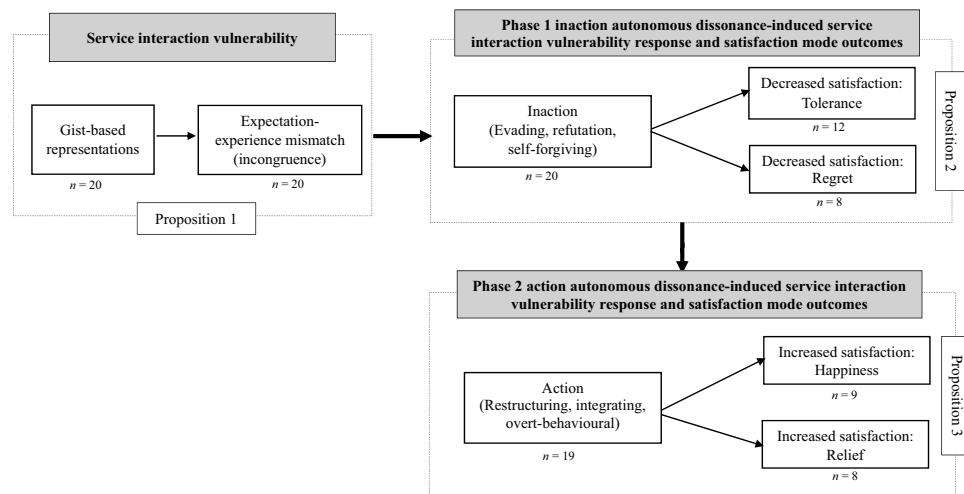 Service interaction vulnerability
Gist-based
representations
n = 20
Expectation-
experience mismatch
(incongruence)
n = 20
Proposition 1
Phase 1 inaction autonomous dissonance-induced service
interaction vulnerability response and satisfaction mode outcomes
Inaction
(Evading, refutation,
self-forgiving)
n = 20
Decreased satisfaction:
Tolerance
n = 12
Decreased satisfaction:
Regret
n = 8
Proposition 2
Phase 2 action autonomous dissonance-induced service interaction
vulnerability response and satisfaction mode outcomes
Action
(Restructuring, integrating,
overt-behavioural)
n = 19
Increased satisfaction:
Happiness
n = 9
Increased satisfaction:
Relief
n = 8
Proposition 3